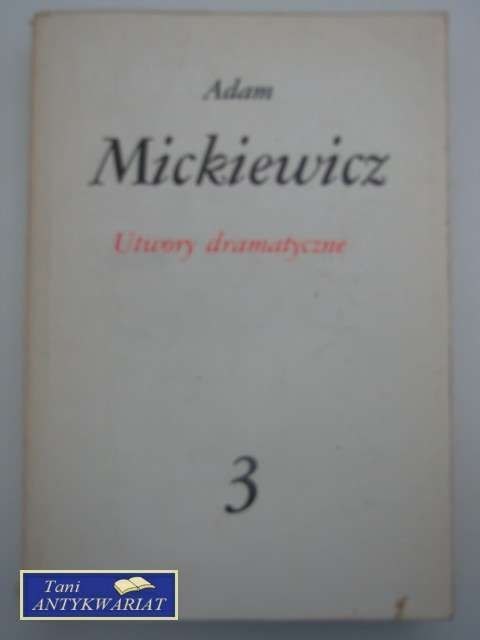 Adam
Mickiewicz
Utwory dramatyczne
3
Tani
ANTYKWARIAT